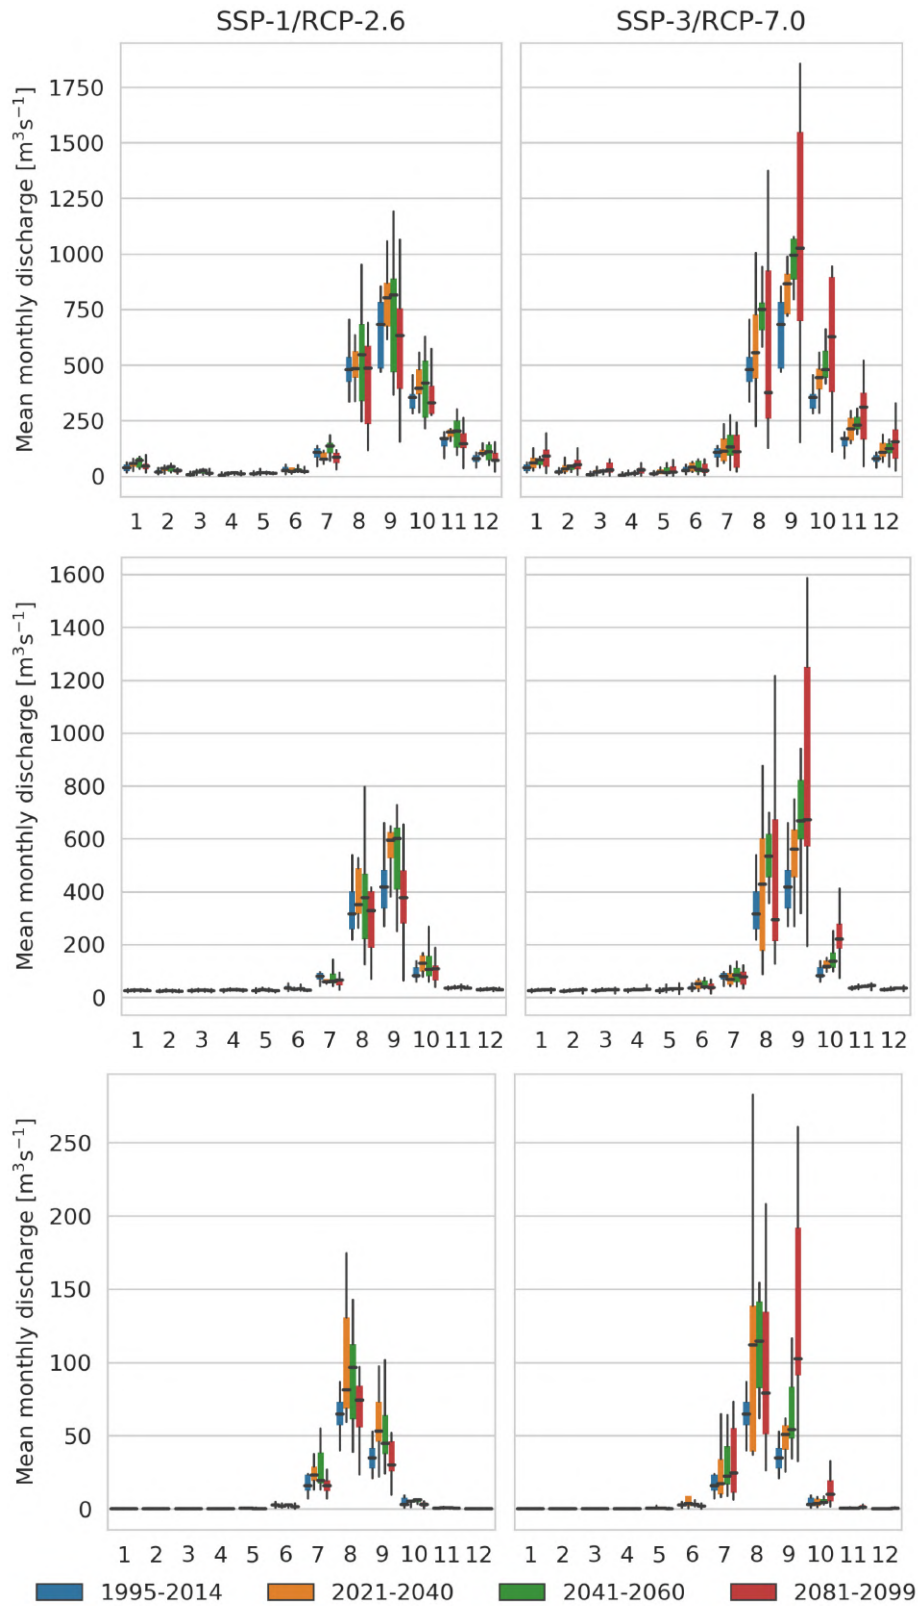 SSP-1/RCP-2.6 SSP-3/RCP-7.0
Mean monthly discharge [m³s⁻¹]
1750
1500
1250
1000
750
500
250
0
1 2 3 4 5 6 7 8 9 10 11 12 1 2 3 4 5 6 7 8 9 10 11 12
Mean monthly discharge [m³s⁻¹]
1600
1400
1200
1000
800
600
400
200
0
1 2 3 4 5 6 7 8 9 10 11 12 1 2 3 4 5 6 7 8 9 10 11 12
Mean monthly discharge [m³s⁻¹]
250
200
150
100
50
0
1 2 3 4 5 6 7 8 9 10 11 12 1 2 3 4 5 6 7 8 9 10 11 12
1995-2014 2021-2040 2041-2060 2081-2099